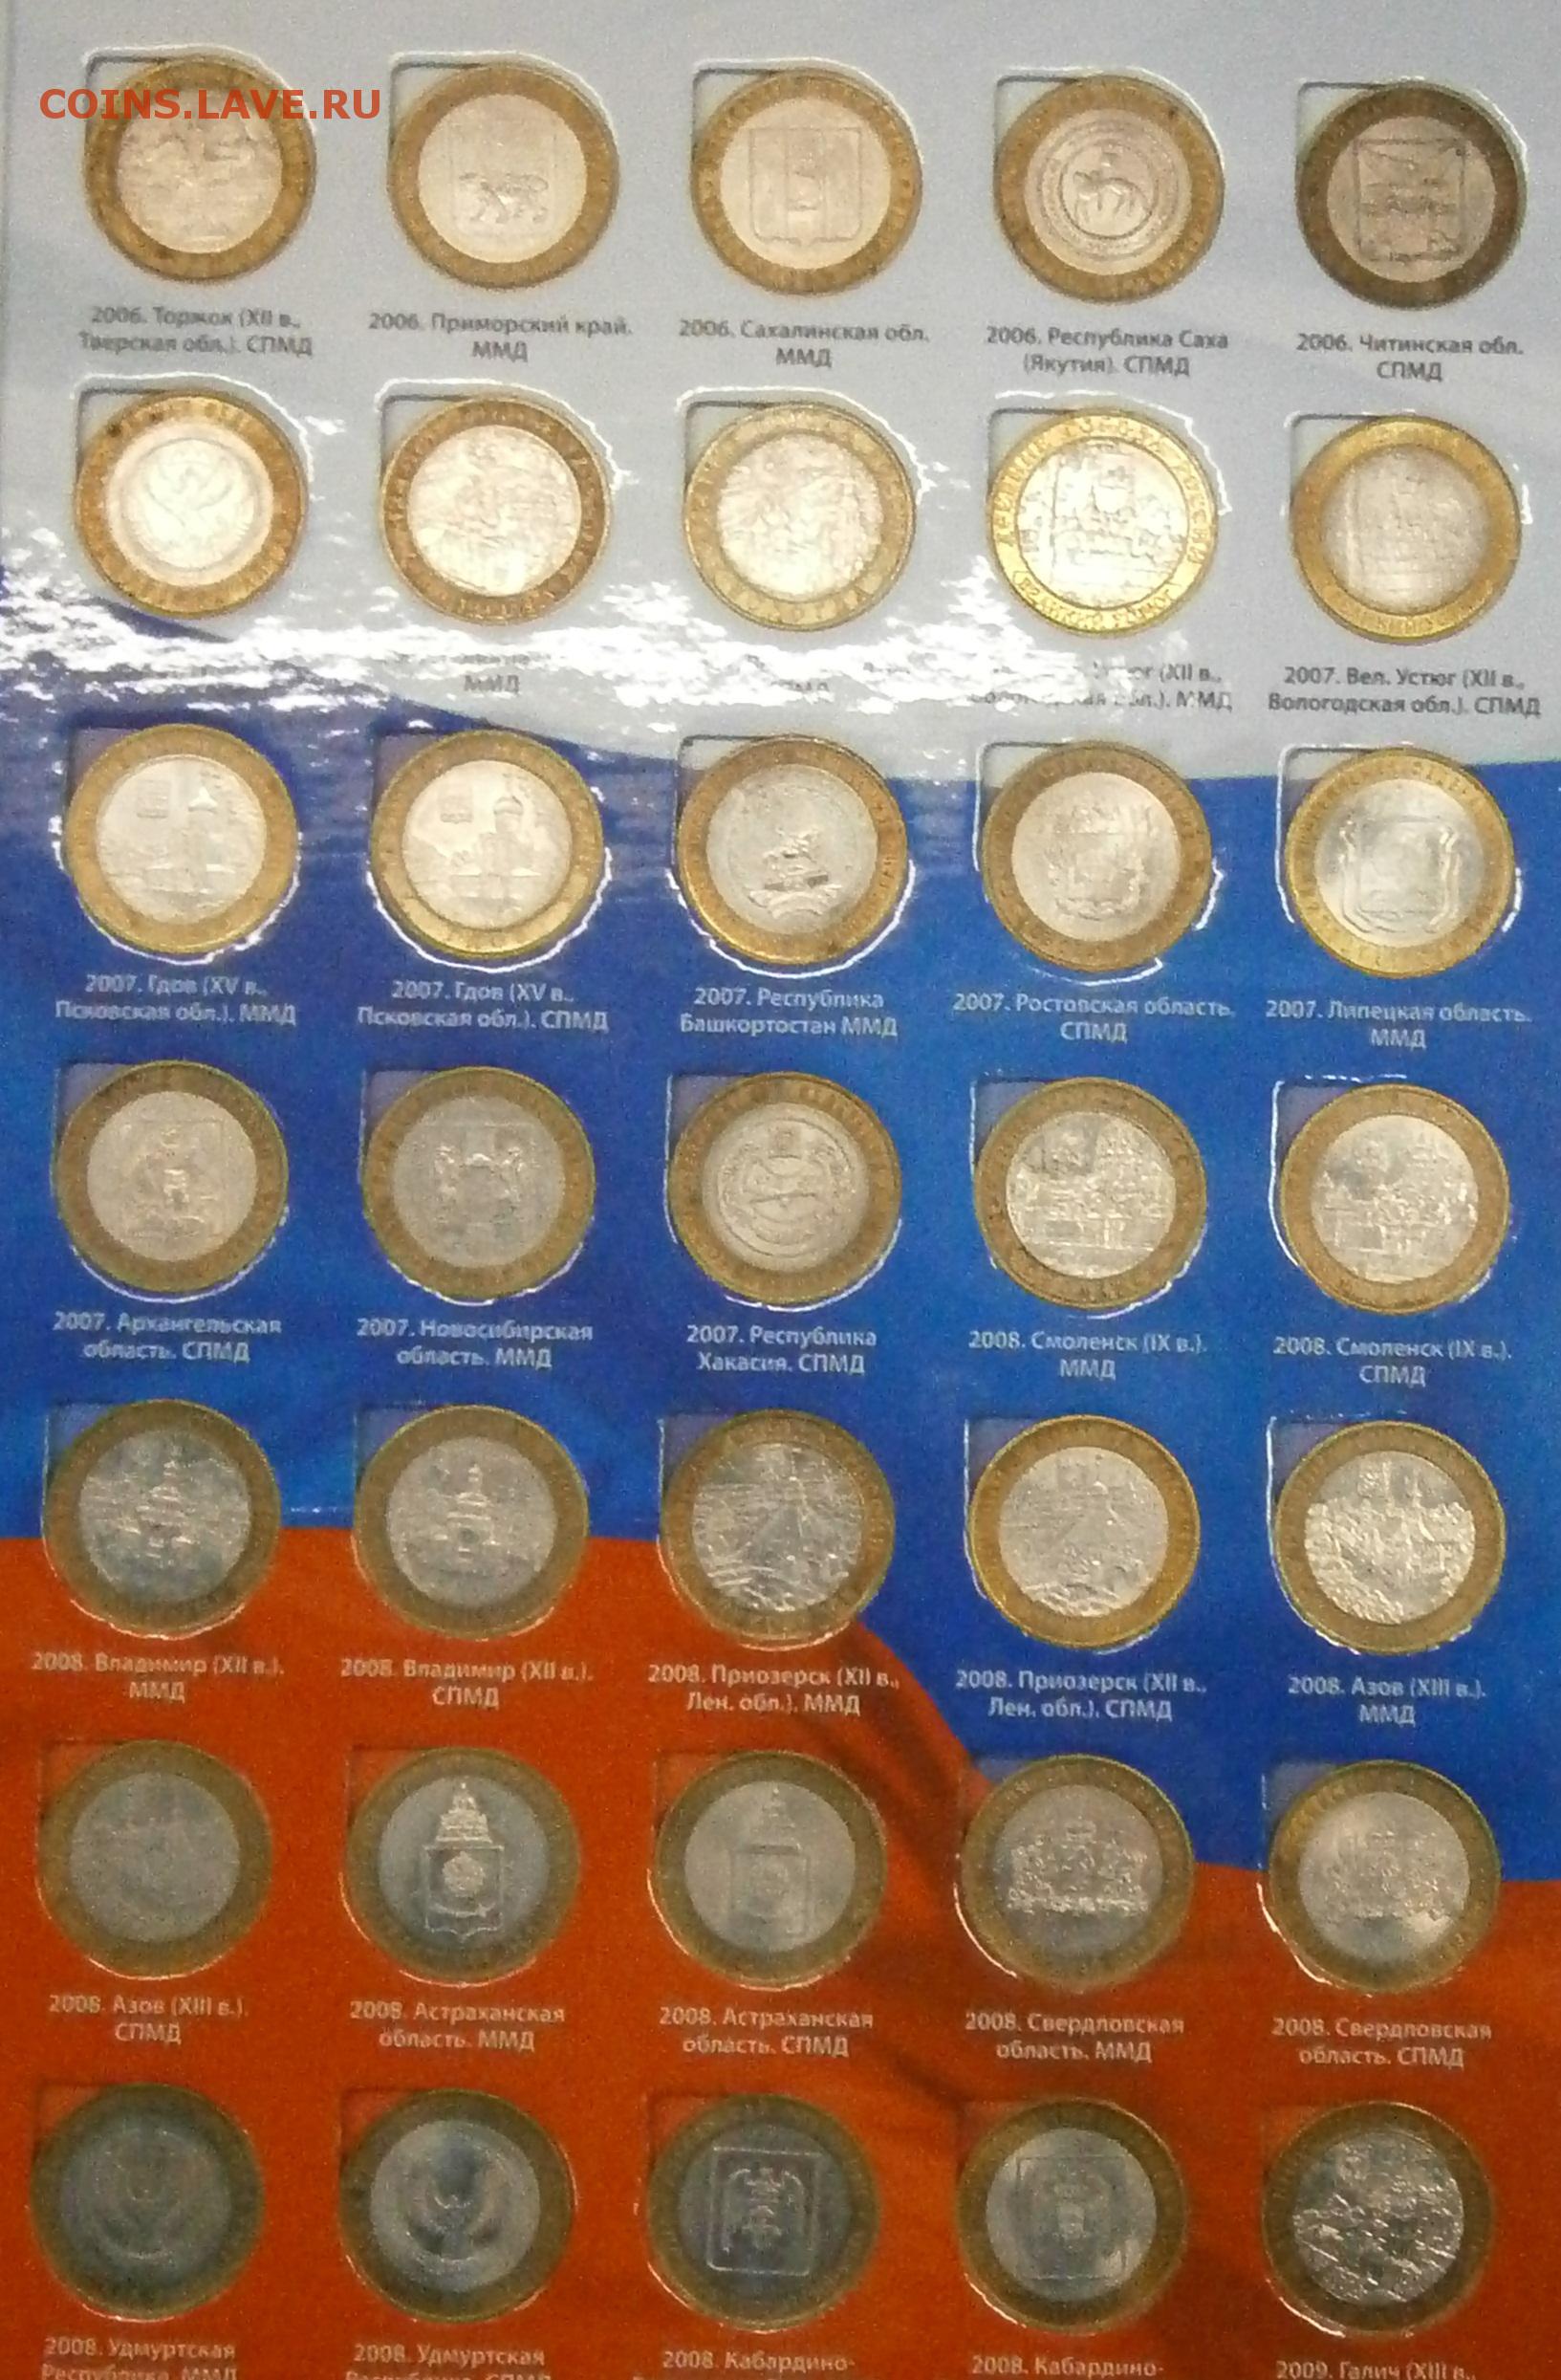 COINS.LAVE.RU
2006. Торжок (XII в.,
Тверская обл.). СПМД
2006. Приморский край.
ММД
2006. Сахалинская обл.
ММД
2006. Республика Саха
(Якутия). СПМД
2006. Читинская обл.
СПМД
ММД
(XII в.,
ММД
2007. Вел. Устюг (XII в.,
Вологодская обл.). СПМД
2007. Гдов (XV в.,
Псковская обл.). ММД
2007. Гдов (XV в.,
Псковская обл.). СПМД
2007. Республика
Башкортостан ММД
2007. Ростовская область.
СПМД
2007. Липецкая область.
ММД
2007. Архангельская
область. СПМД
2007. Новосибирская
область. ММД
2007. Республика
Хакасия. СПМД
2008. Смоленск (IX в.).
ММД
2008. Смоленск (IX в.).
СПМД
2008. Владимир (XII в.).
ММД
2008. Владимир (XII в.).
СПМД
2008. Приозерск (XII в.,
Лен. обл.). ММД
2008. Приозерск (XII в.,
Лен. обл.). СПМД
2008. Азов (XIII в.).
ММД
2008. Азов (XIII в.).
СПМД
2008. Астраханская
область. ММД
2008. Астраханская
область. СПМД
2008. Свердловская
область. ММД
2008. Свердловская
область. СПМД
2008. Удмуртская
Республика. ММД
2008. Удмуртская
2008. Кабардино-
2008. Кабардино-
2009. Галич (XIII в.,